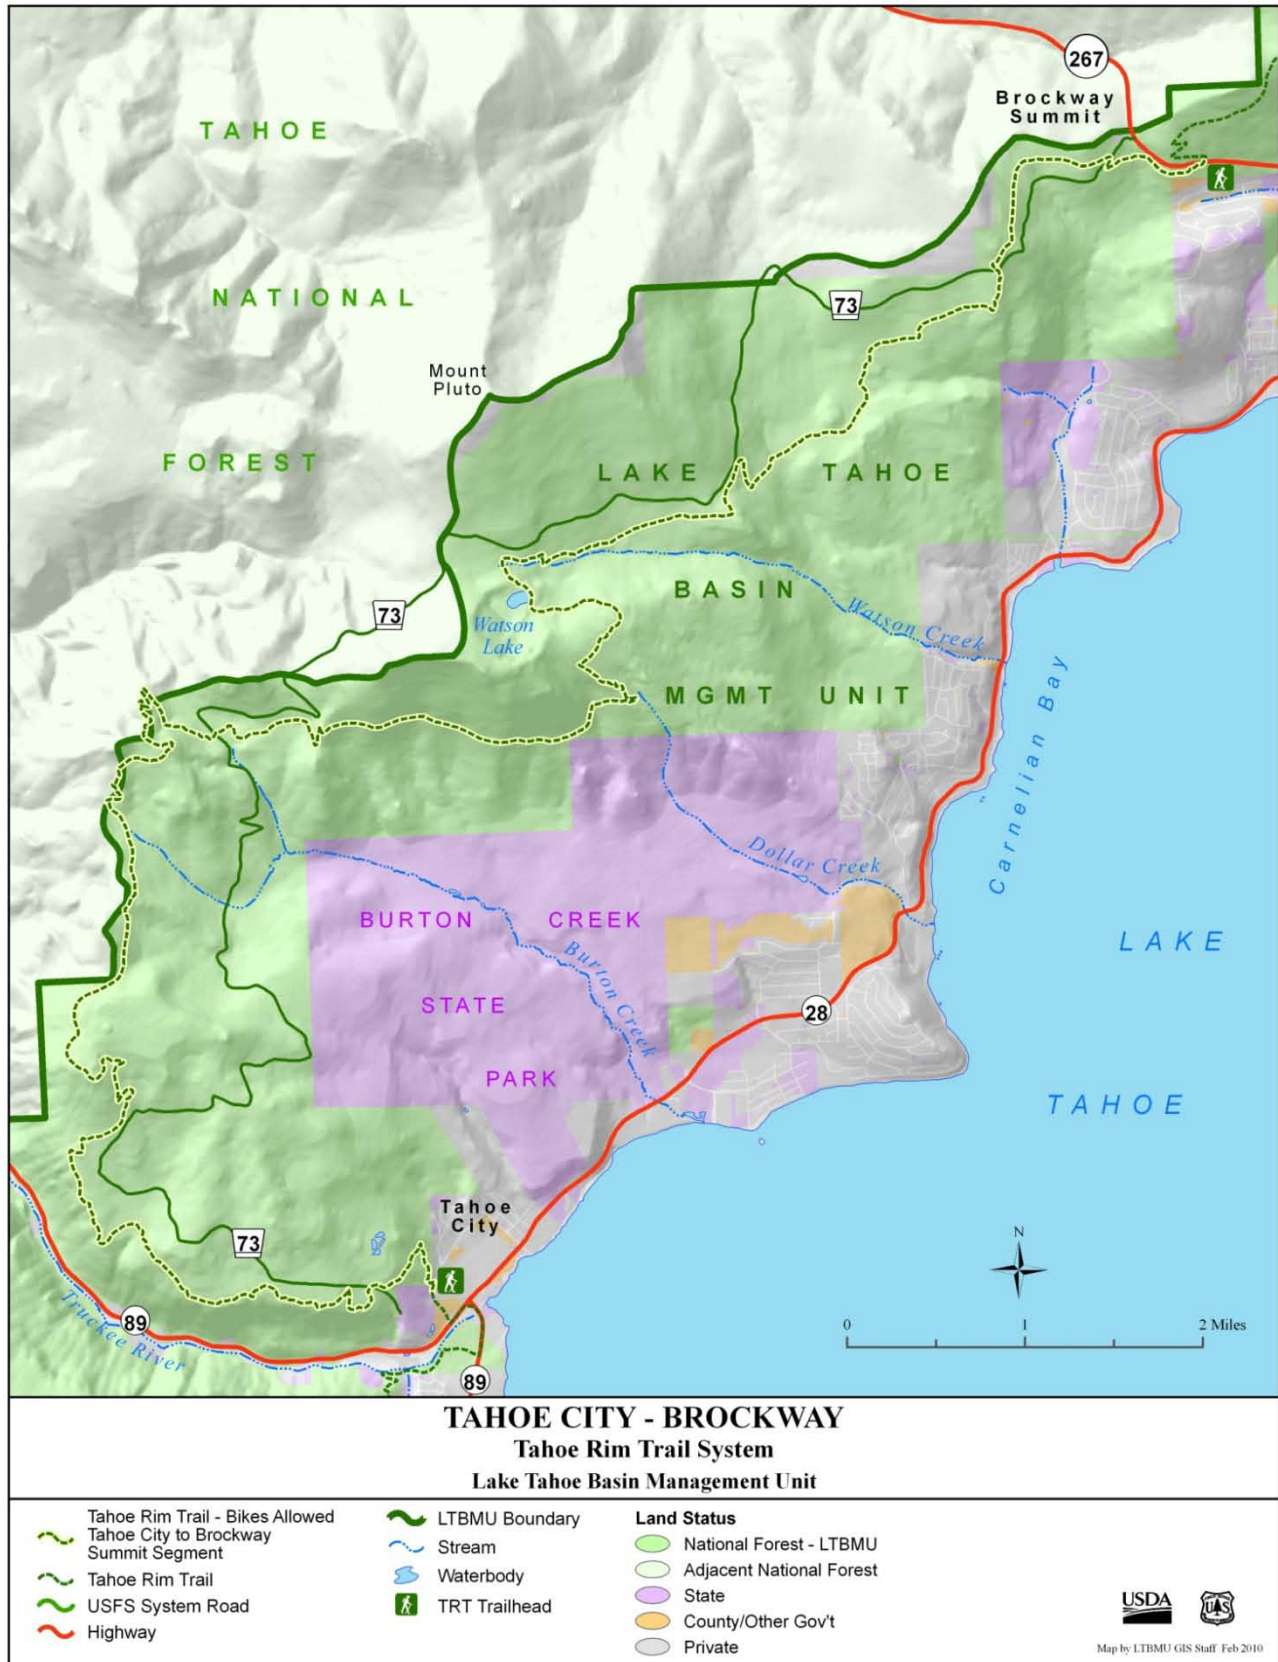 267
Brockway
Summit
TAHOE
NATIONAL
73
Mount
Pluto
FOREST
LAKE TAHOE
BASIN
73
Watson
Lake
Watson Creek
MGMT UNIT
Carnelian Bay
Dollar Creek
BURTON CREEK
LAKE
Burton Creek
STATE
28
PARK
TAHOE
Tahoe
City
73
N
89
Truckee River
0 1 2 Miles
89
TAHOE CITY - BROCKWAY
Tahoe Rim Trail System
Lake Tahoe Basin Management Unit
Tahoe Rim Trail - Bikes Allowed
Tahoe City to Brockway
Summit Segment
Tahoe Rim Trail
USFS System Road
Highway
LTBMU Boundary
Stream
Waterbody
TRT Trailhead
Land Status
National Forest - LTBMU
Adjacent National Forest
State
County/Other Gov't
Private
USDA
U S
Map by LTBMU GIS Staff Feb 2010